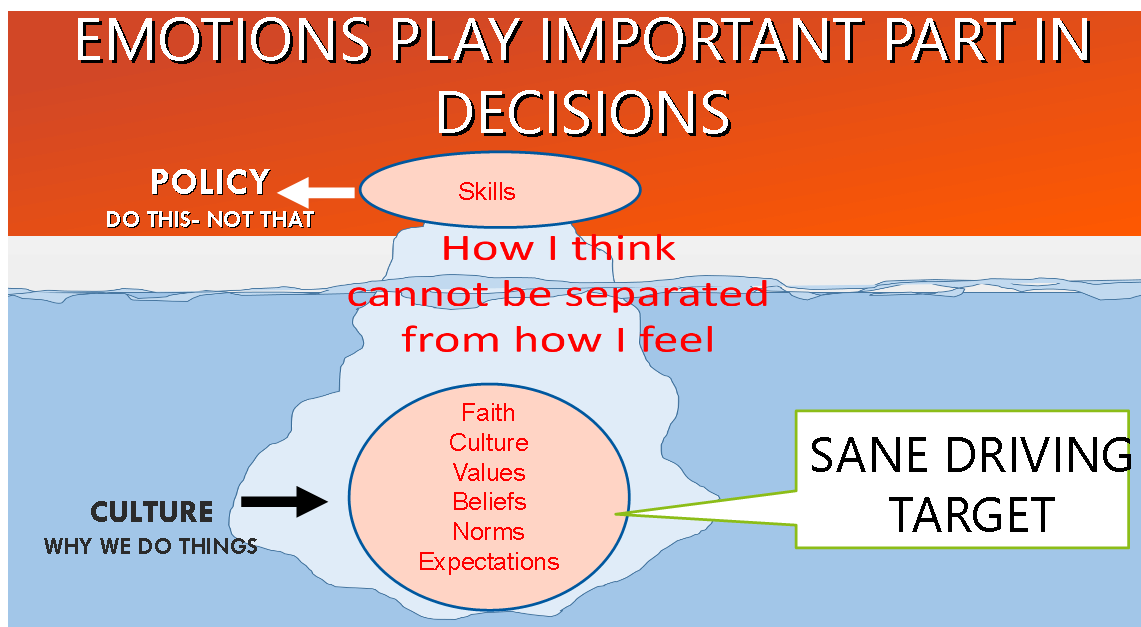 EMOTIONS PLAY IMPORTANT PART IN
DECISIONS
POLICY
DO THIS- NOT THAT
Skills
How I think
cannot be separated
from how I feel
Faith
Culture
Values
Beliefs
Norms
Expectations
CULTURE
WHY WE DO THINGS
SANE DRIVING
TARGET